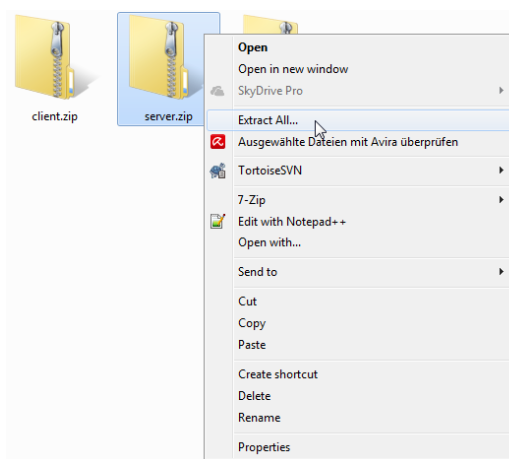 client.zip
server.zip
Open
Open in new window
SkyDrive Pro
Extract All...
Ausgewählte Dateien mit Avira überprüfen
TortoiseSVN
7-Zip
Edit with Notepad++
Open with...
Send to
Cut
Copy
Paste
Create shortcut
Delete
Rename
Properties